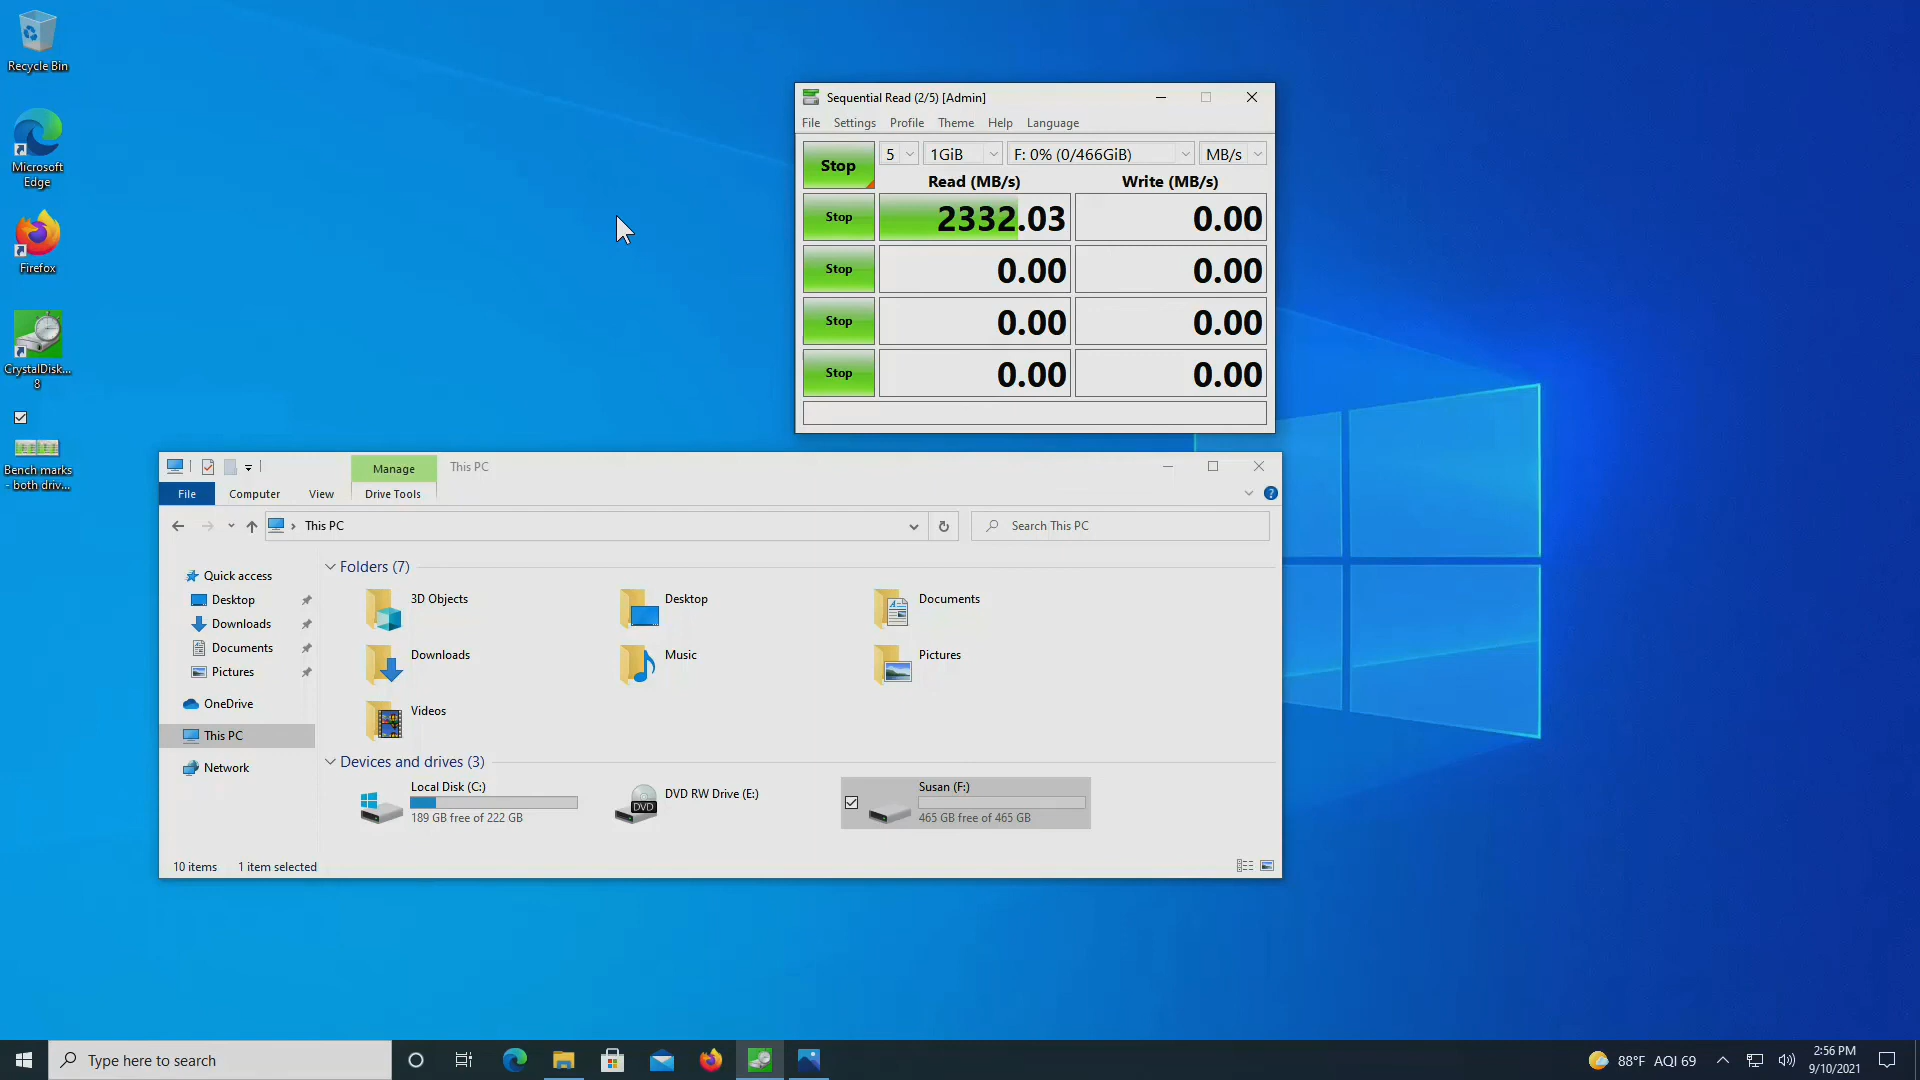 Recycle Bin
Microsoft
Edge
Firefox
CrystalDisk...
8
Bench marks
- both driv...
Sequential Read (2/5) [Admin]
File Settings Profile Theme Help Language
Stop 5 1GiB F: 0% (0/466GiB) MB/s
Read (MB/s) Write (MB/s)
Stop 2332.03 0.00
Stop 0.00 0.00
Stop 0.00 0.00
Stop 0.00 0.00
Manage This PC
File Computer View Drive Tools
This PC Search This PC
Quick access
Desktop
Downloads
Documents
Pictures
OneDrive
This PC
Network
Folders (7)
3D Objects Desktop Documents
Downloads Music Pictures
Videos
Devices and drives (3)
Local Disk (C:)
189 GB free of 222 GB
DVD
DVD RW Drive (E:)
Susan (F:)
465 GB free of 465 GB
10 items 1 item selected
Type here to search
88°F AQI 69
2:56 PM
9/10/2021